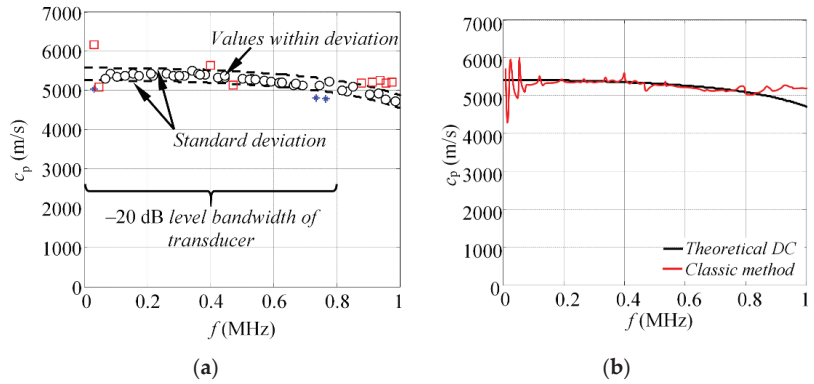 7000
6000
5000
4000
3000
2000
1000
0
0
0.2
0.4
0.6
0.8
1
c_p (m/s)
f (MHz)
Values within deviation
Standard deviation
−20 dB level bandwidth of
transducer
(a)
7000
6000
5000
4000
3000
2000
1000
0
0
0.2
0.4
0.6
0.8
1
c_p (m/s)
f (MHz)
Theoretical DC
Classic method
(b)